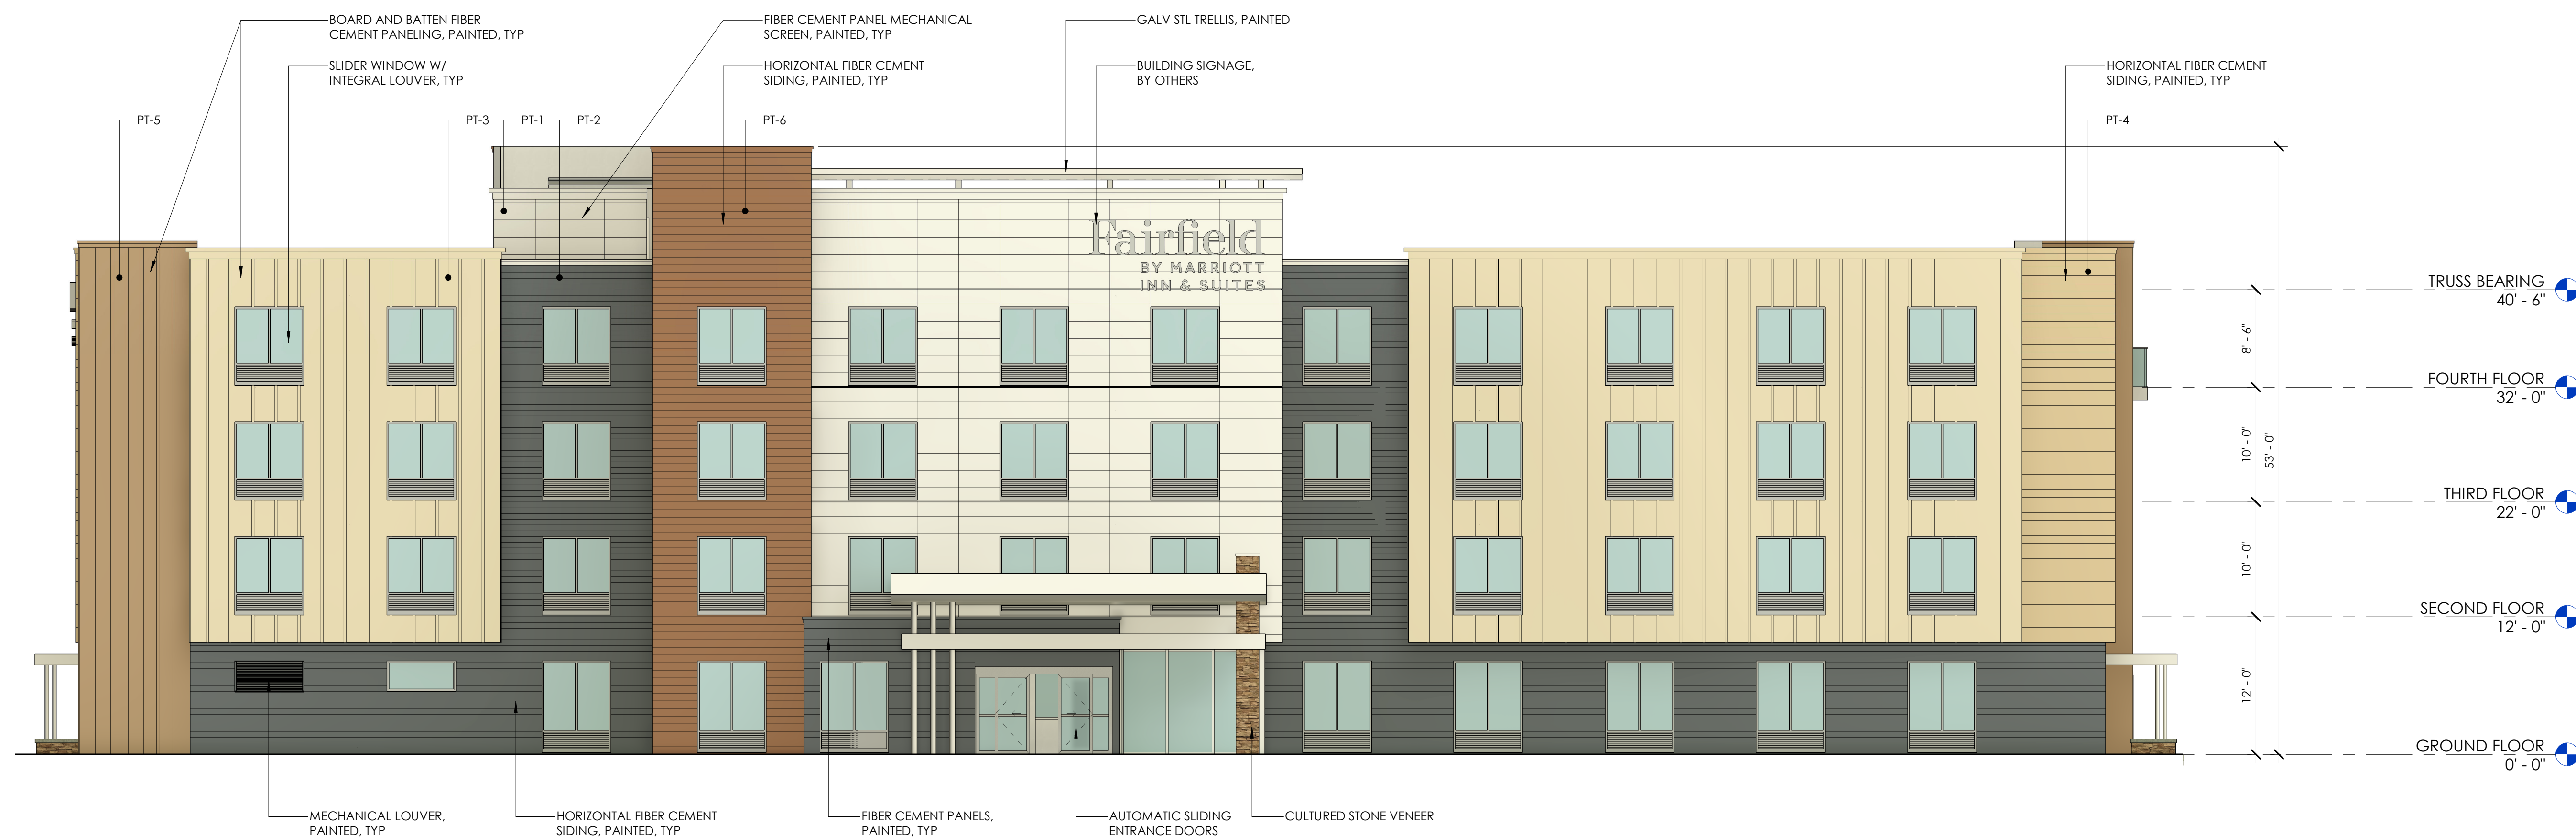 BOARD AND BATTEN FIBER
CEMENT PANELING, PAINTED, TYP
FIBER CEMENT PANEL MECHANICAL
SCREEN, PAINTED, TYP
GALV STL TRELLIS, PAINTED
SLIDER WINDOW W/
INTEGRAL LOUVER, TYP
HORIZONTAL FIBER CEMENT
SIDING, PAINTED, TYP
BUILDING SIGNAGE,
BY OTHERS
HORIZONTAL FIBER CEMENT
SIDING, PAINTED, TYP
PT-5
PT-3
PT-1
PT-2
PT-6
PT-4
Fairfield
BY MARRIOTT
INN & SUITES
TRUSS BEARING
40' - 6"
8' - 6"
FOURTH FLOOR
32' - 0"
10' - 0"
53' - 0"
THIRD FLOOR
22' - 0"
10' - 0"
SECOND FLOOR
12' - 0"
12' - 0"
GROUND FLOOR
0' - 0"
MECHANICAL LOUVER,
PAINTED, TYP
HORIZONTAL FIBER CEMENT
SIDING, PAINTED, TYP
FIBER CEMENT PANELS,
PAINTED, TYP
AUTOMATIC SLIDING
ENTRANCE DOORS
CULTURED STONE VENEER